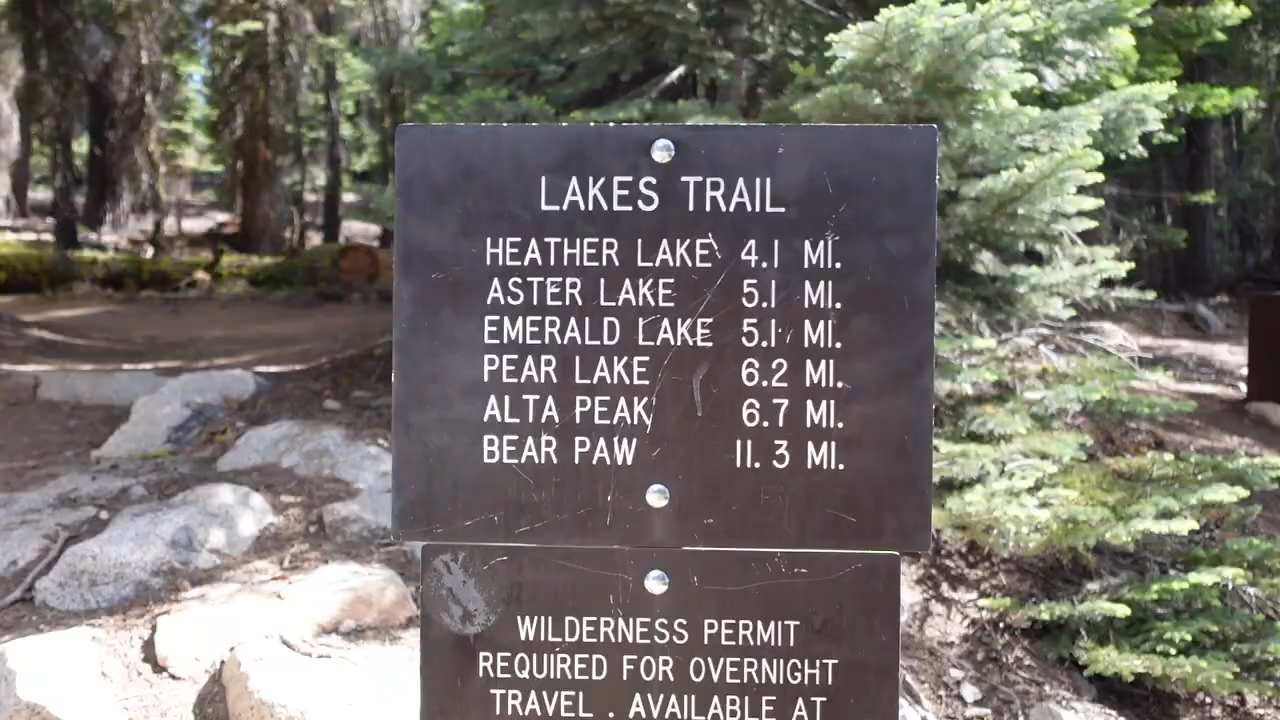 LAKES TRAIL
HEATHER LAKE 4.1 MI.
ASTER LAKE 5.1 MI.
EMERALD LAKE 5.1 MI.
PEAR LAKE 6.2 MI.
ALTA PEAK 6.7 MI.
BEAR PAW 11.3 MI.
WILDERNESS PERMIT
REQUIRED FOR OVERNIGHT
TRAVEL . AVAILABLE AT